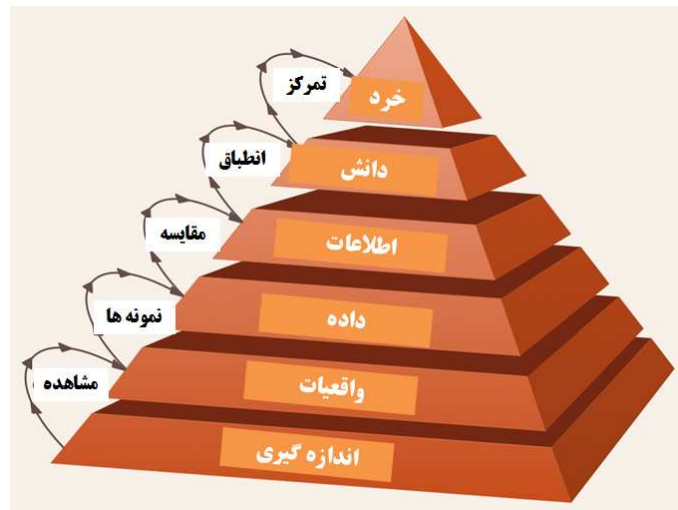 تمرکز
خرد
انطباق
دانش
مقایسه
اطلاعات
نمونه ها
داده
مشاهده
واقعیات
اندازه گیری